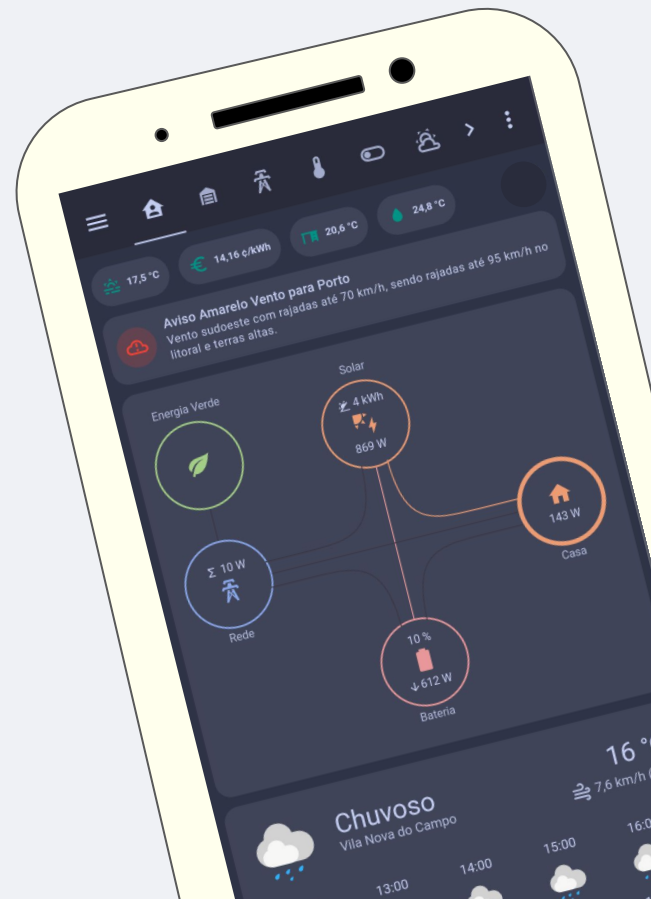 17,5 °C
14,16 ¢/kWh
20,6 °C
24,8 °C
Aviso Amarelo Vento para Porto
Vento sudoeste com rajadas até 70 km/h, sendo rajadas até 95 km/h no
litoral e terras altas.
Solar
Energia Verde
4 kWh
869 W
143 W
Casa
Σ 10 W
Rede
10 %
↓612 W
Bateria
16 °
Chuvoso
Vila Nova do Campo
7,6 km/h (
13:00
14:00
15:00
16:0